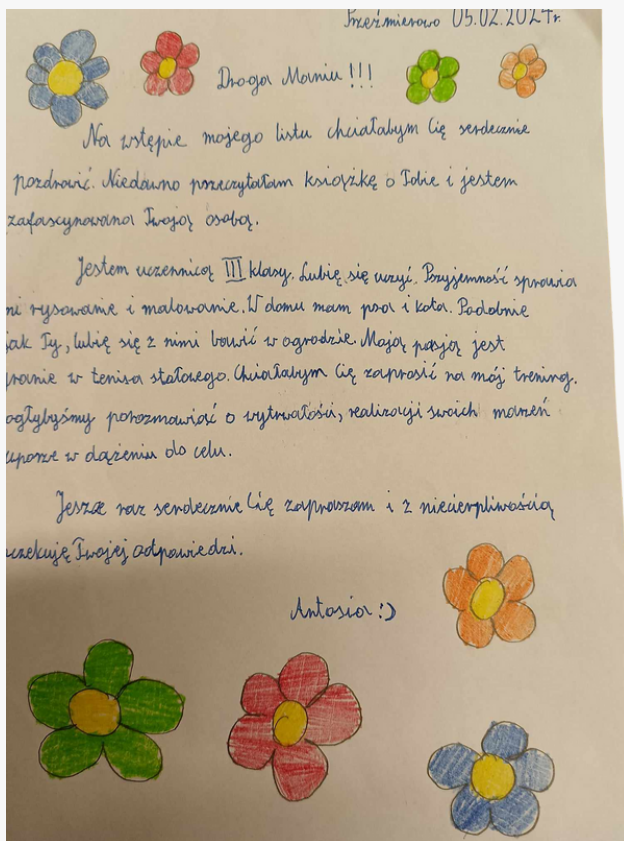 Przeźmierowo 05.02.2024r.
Droga Maniu!!!
Na wstępie mojego listu chciałabym Cię serdecznie
pozdrowić. Niedawno przeczytałam książkę o Tobie i jestem
zafascynowana Twoją osobą.
Jestem uczennicą III klasy. Lubię się uczyć. Przyjemność sprawia
mi rysowanie i malowanie. W domu mam psa i kota. Podobnie
jak Ty, lubię się z nimi bawić w ogrodzie. Moją pasją jest
granie w tenisa stołowego. Chciałabym Cię zaprosić na mój trening.
ogłybyśmy porozmawiać o wytrwałości, realizacji swoich marzeń
uporze w dążeniu do celu.
Jeszcze raz serdecznie Cię zapraszam i z niecierpliwością
czekuję Twojej odpowiedzi.
Antosia :)